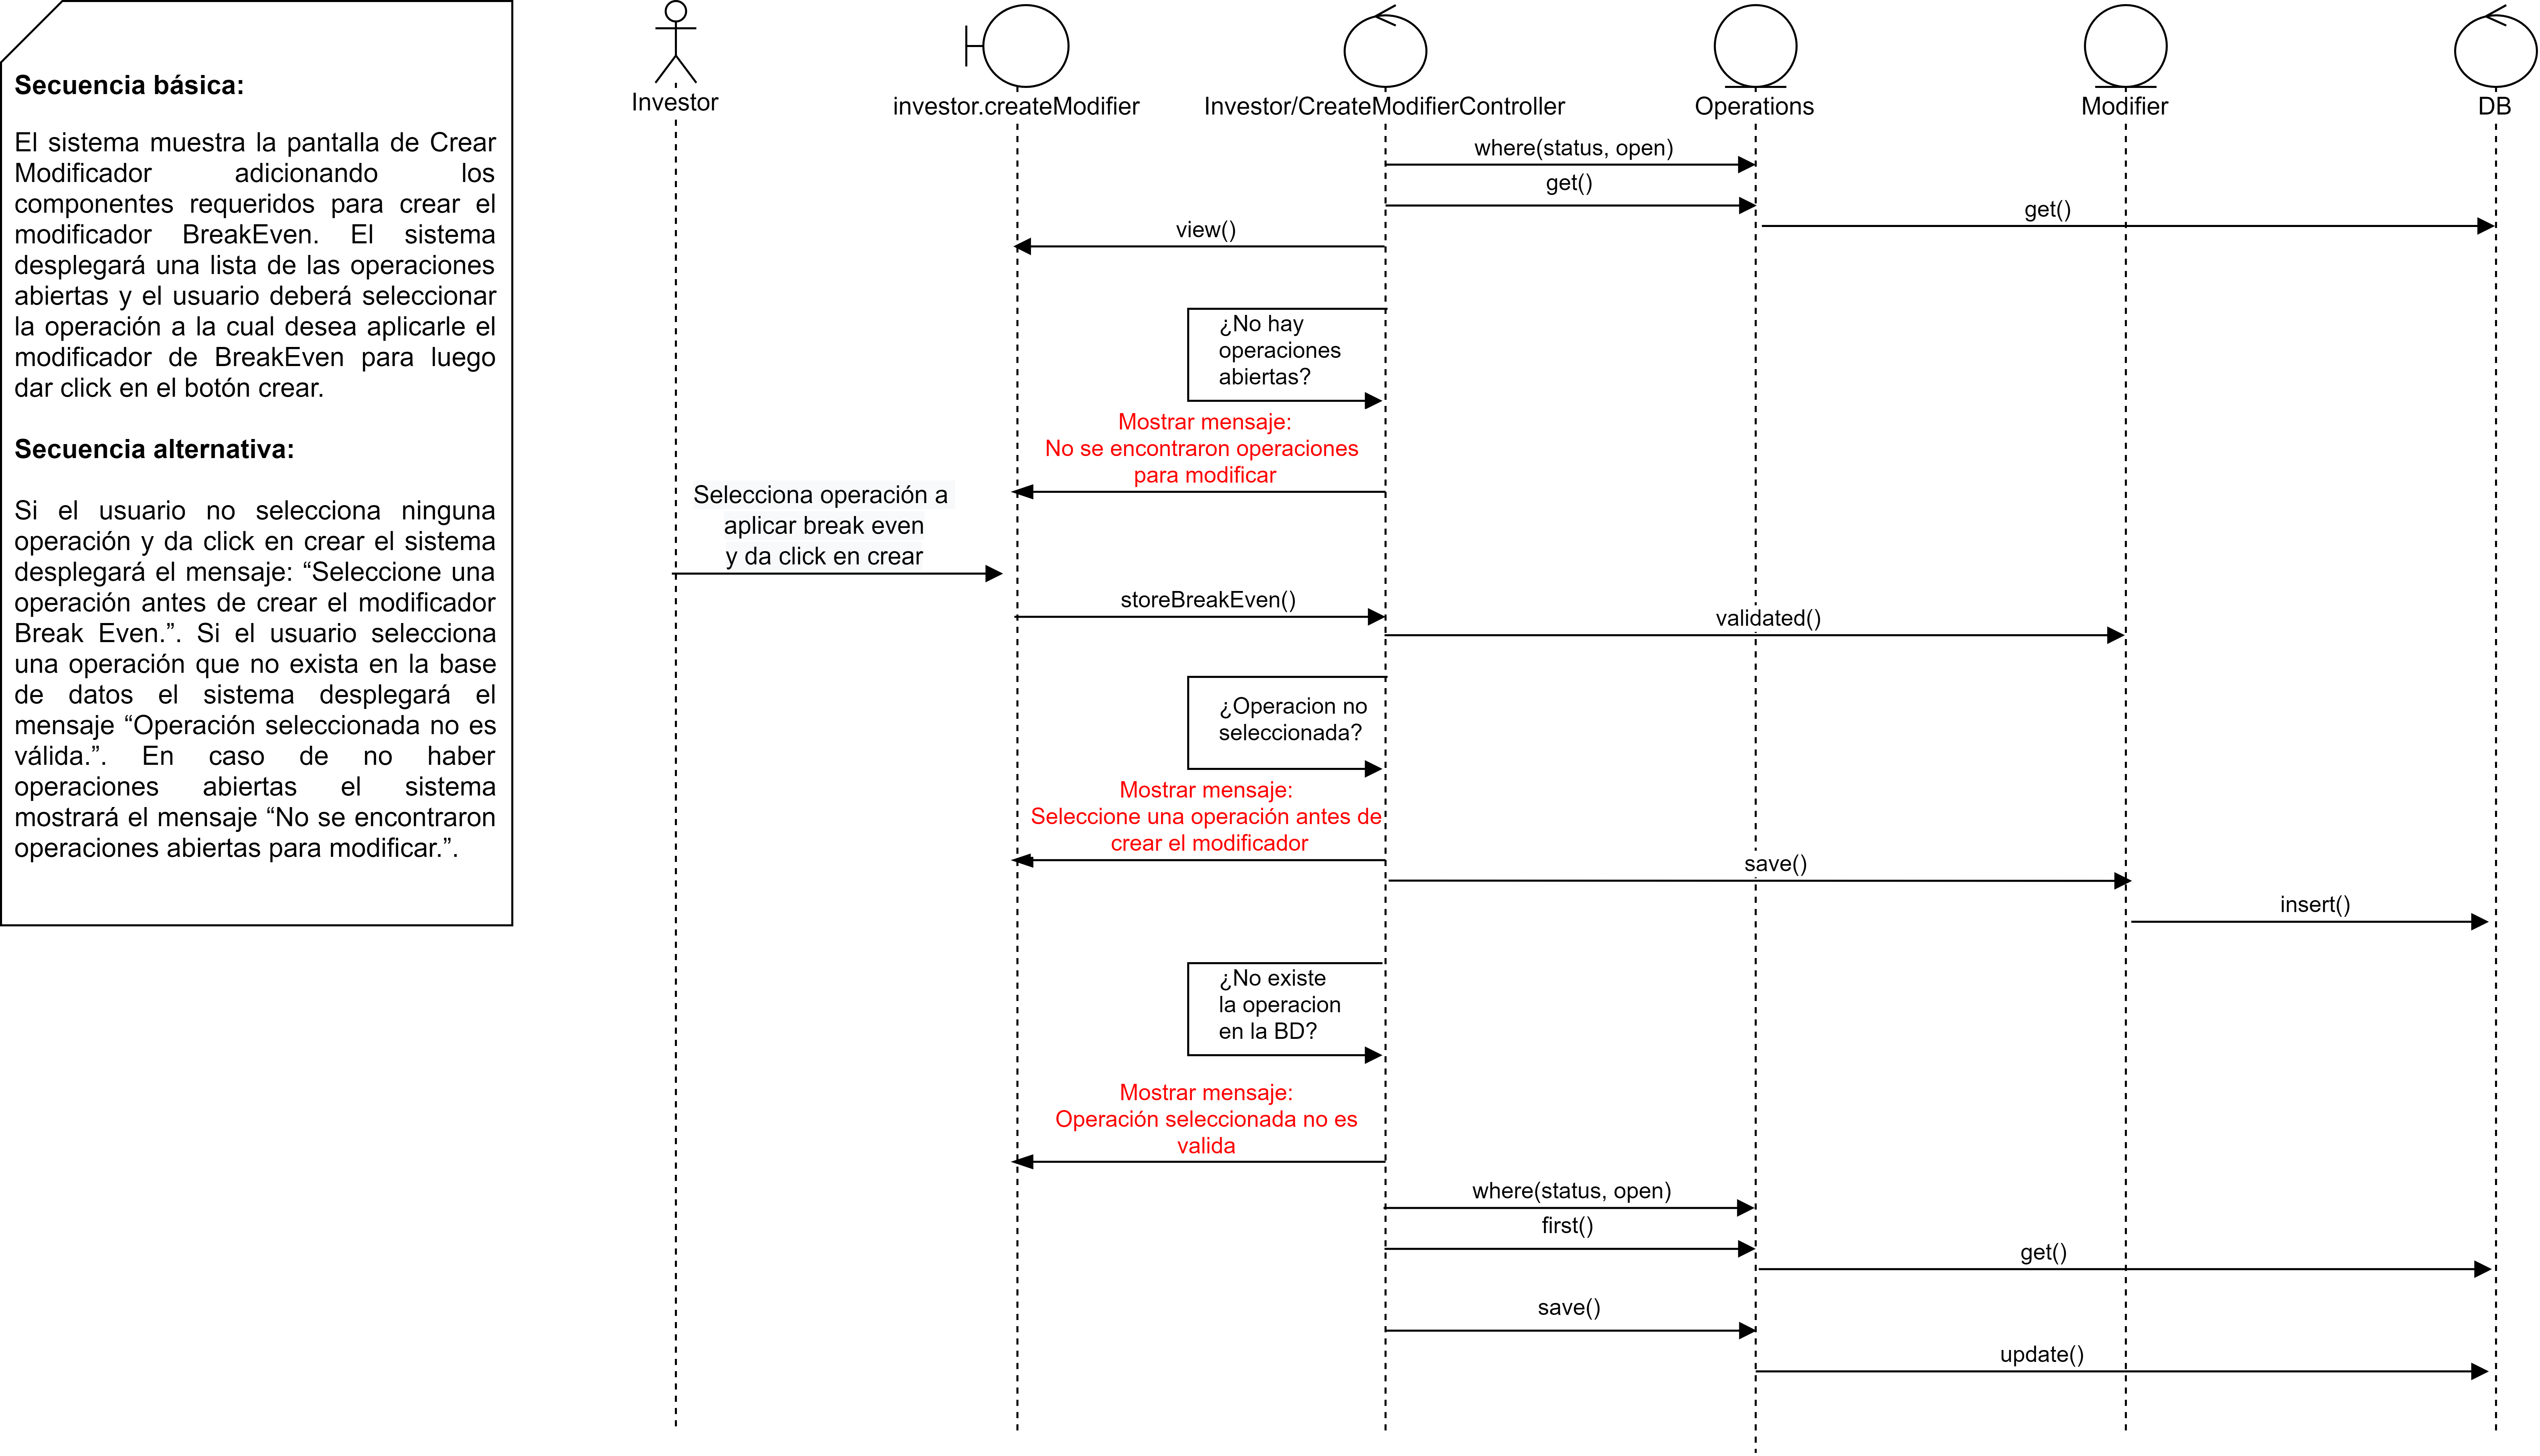 Secuencia básica:
El sistema muestra la pantalla de Crear
Modificador adicionando los
componentes requeridos para crear el
modificador BreakEven. El sistema
desplegará una lista de las operaciones
abiertas y el usuario deberá seleccionar
la operación a la cual desea aplicarle el
modificador de BreakEven para luego
dar click en el botón crear.
Secuencia alternativa:
Si el usuario no selecciona ninguna
operación y da click en crear el sistema
desplegará el mensaje: “Seleccione una
operación antes de crear el modificador
Break Even.”. Si el usuario selecciona
una operación que no exista en la base
de datos el sistema desplegará el
mensaje “Operación seleccionada no es
válida.”. En caso de no haber
operaciones abiertas el sistema
mostrará el mensaje “No se encontraron
operaciones abiertas para modificar.”.
Investor
investor.createModifier
Investor/CreateModifierController
Operations
Modifier
DB
where(status, open)
get()
get()
view()
¿No hay
operaciones
abiertas?
Mostrar mensaje:
No se encontraron operaciones
para modificar
Selecciona operación a
aplicar break even
y da click en crear
storeBreakEven()
validated()
¿Operacion no
seleccionada?
Mostrar mensaje:
Seleccione una operación antes de
crear el modificador
save()
insert()
¿No existe
la operacion
en la BD?
Mostrar mensaje:
Operación seleccionada no es
valida
where(status, open)
first()
get()
save()
update()